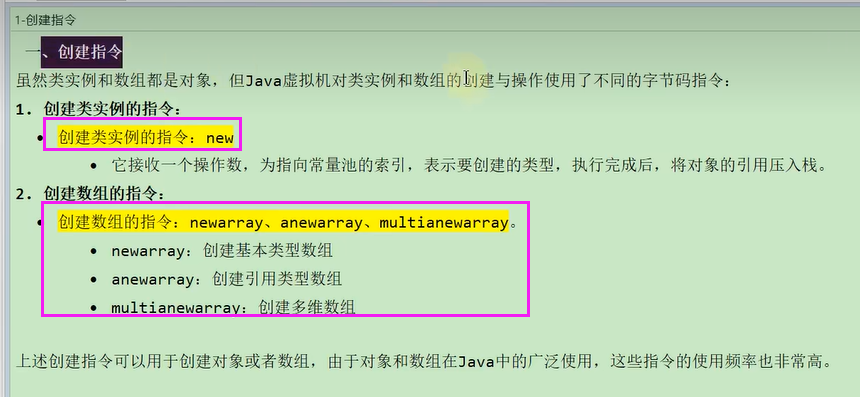 1-创建指令
一、创建指令
虽然类实例和数组都是对象，但Java虚拟机对类实例和数组的创建与操作使用了不同的字节码指令：
1. 创建类实例的指令：
• 创建类实例的指令：new
• 它接收一个操作数，为指向常量池的索引，表示要创建的类型，执行完成后，将对象的引用压入栈。
2. 创建数组的指令：
• 创建数组的指令：newarray、anewarray、multianewarray。
• newarray：创建基本类型数组
• anewarray：创建引用类型数组
• multianewarray：创建多维数组
上述创建指令可以用于创建对象或者数组，由于对象和数组在Java中的广泛使用，这些指令的使用频率也非常高。